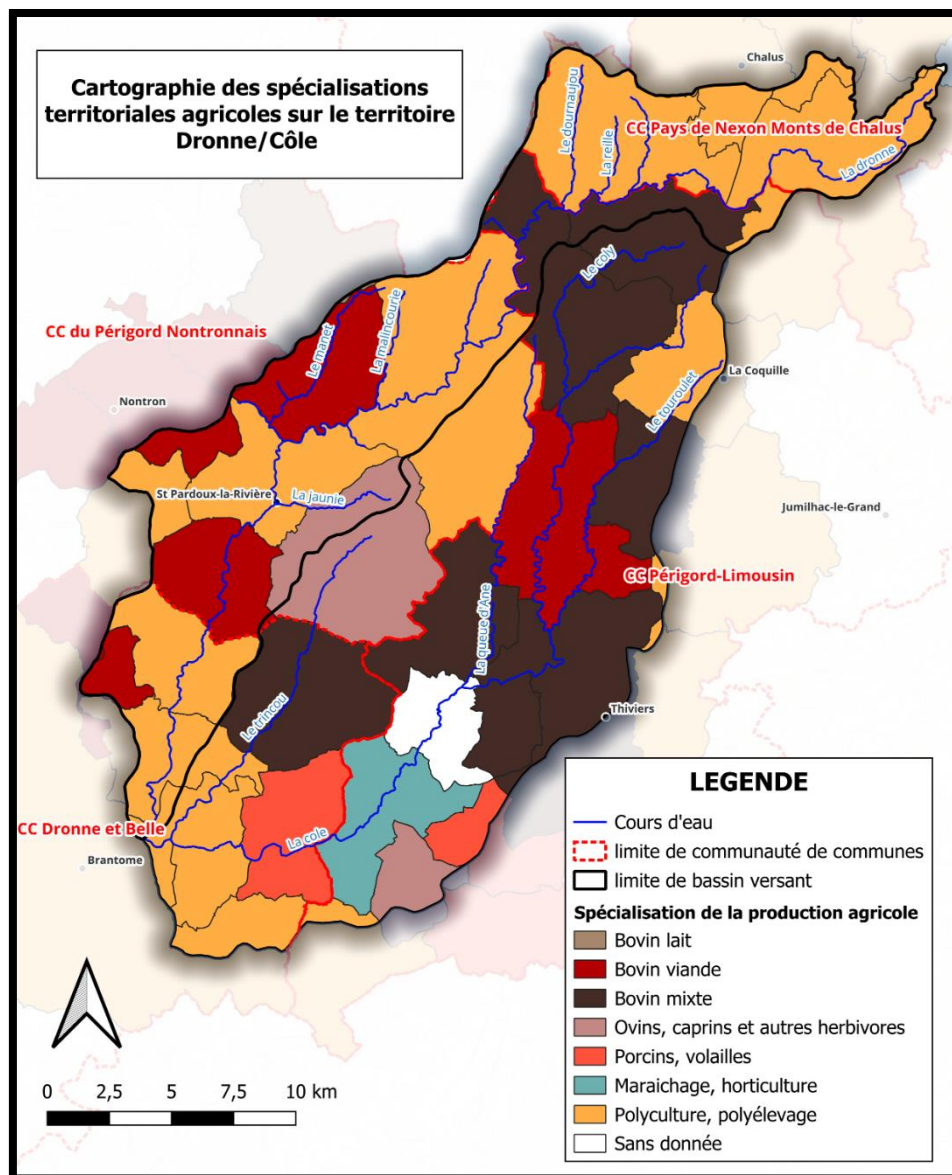 Cartographie des spécialisations
territoriales agricoles sur le territoire
Dronne/Côle
Chalus
CC Pays de Nexon Monts de Chalus
Le dournaujou
La reille
La dronne
Le coly
CC du Périgord Nontronnais
Le manet
La malincourie
Nontron
La Coquille
Le touroulet
St Pardoux-la-Rivière
La jaunie
Jumilhac-le-Grand
CC Périgord-Limousin
La queue d'Ane
Le trincou
Thiviers
CC Dronne et Belle
Brantome
La cole
LEGENDE
Cours d'eau
limite de communauté de communes
limite de bassin versant
Spécialisation de la production agricole
Bovin lait
Bovin viande
Bovin mixte
Ovins, caprins et autres herbivores
Porcins, volailles
Maraichage, horticulture
Polyculture, polyélevage
Sans donnée
0 2,5 5 7,5 10 km